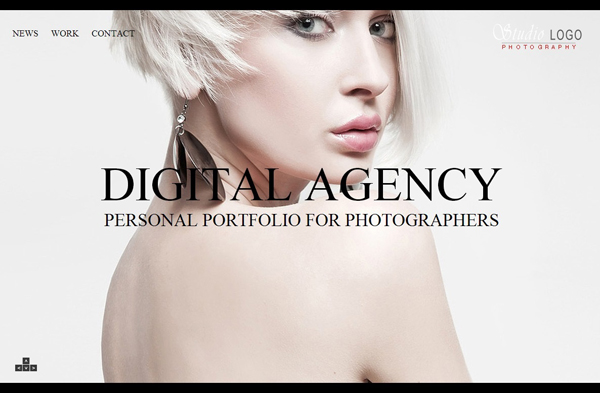 NEWS WORK CONTACT
Studio LOGO
PHOTOGRAPHY
DIGITAL AGENCY
PERSONAL PORTFOLIO FOR PHOTOGRAPHERS